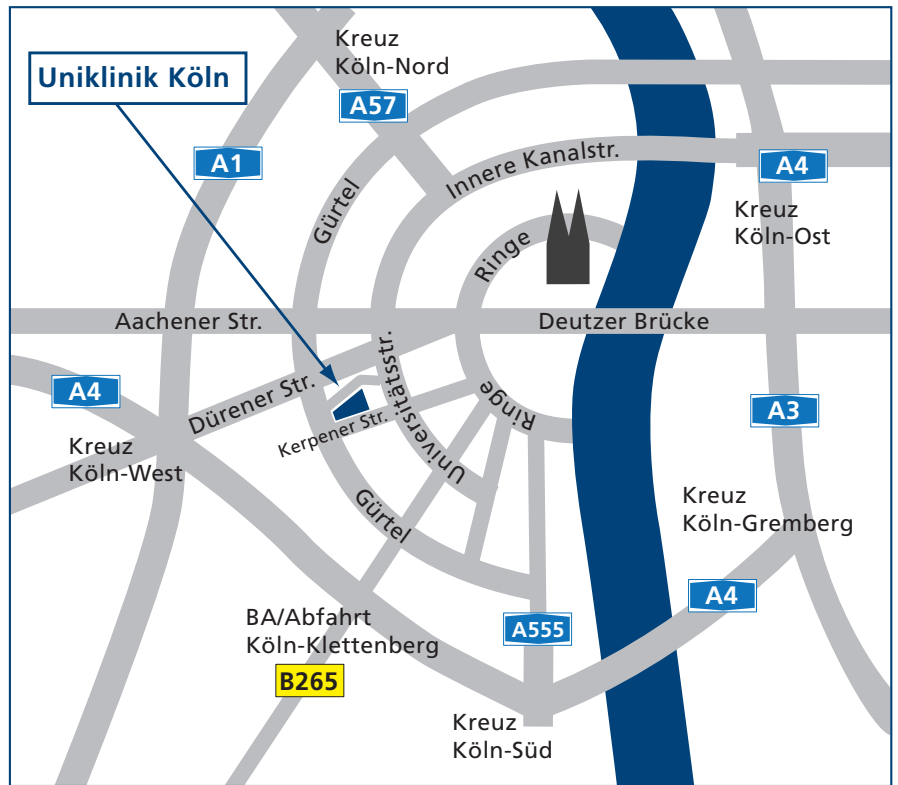 Kreuz
Köln-Nord
Uniklinik Köln
A57
A1
Innere Kanalstr.
A4
Gürtel
Kreuz
Köln-Ost
Ringe
Aachener Str.
Deutzer Brücke
Universitätsstr.
A4
Dürener Str.
Ringe
A3
Kerpener Str.
Kreuz
Köln-West
Gürtel
Kreuz
Köln-Gremberg
A4
BA/Abfahrt
Köln-Klettenberg
A555
B265
Kreuz
Köln-Süd